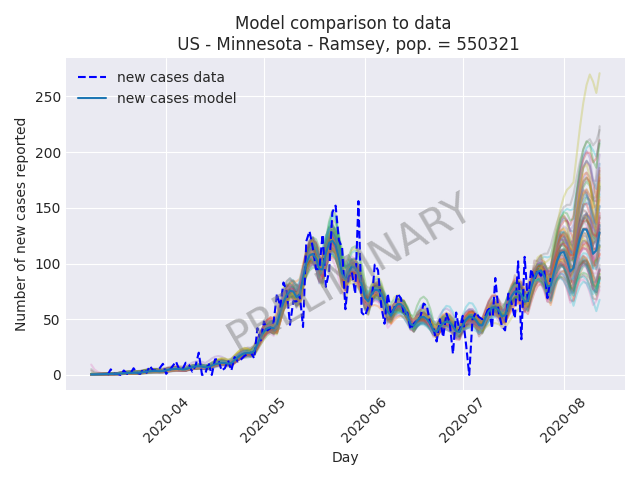 Model comparison to data
US - Minnesota - Ramsey, pop. = 550321
new cases data
new cases model
Number of new cases reported
250
200
150
100
50
0
PRELIMINARY
2020-04
2020-05
2020-06
2020-07
2020-08
Day